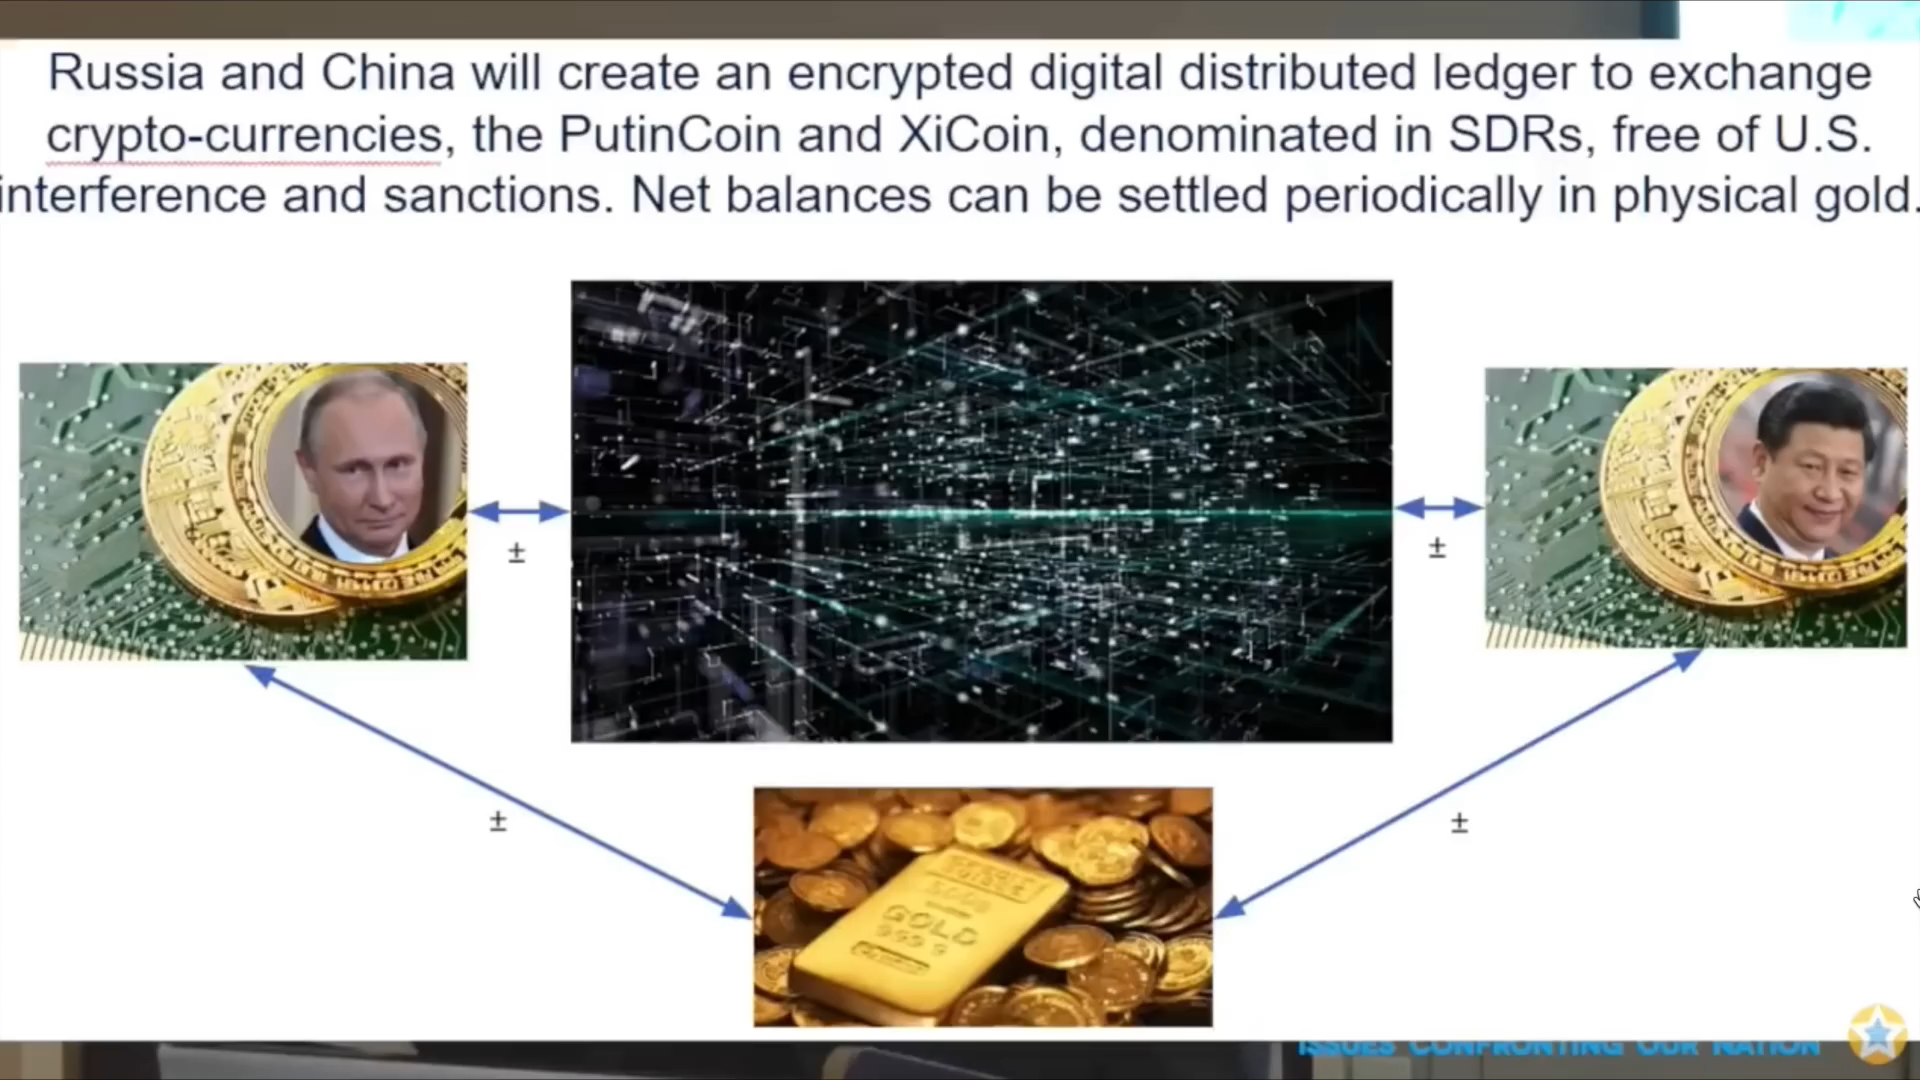 Russia and China will create an encrypted digital distributed ledger to exchange
crypto-currencies, the PutinCoin and XiCoin, denominated in SDRs, free of U.S.
interference and sanctions. Net balances can be settled periodically in physical gold.
±
±
±
±
GOLD
999 9
ISSUES CONFRONTING OUR NATION